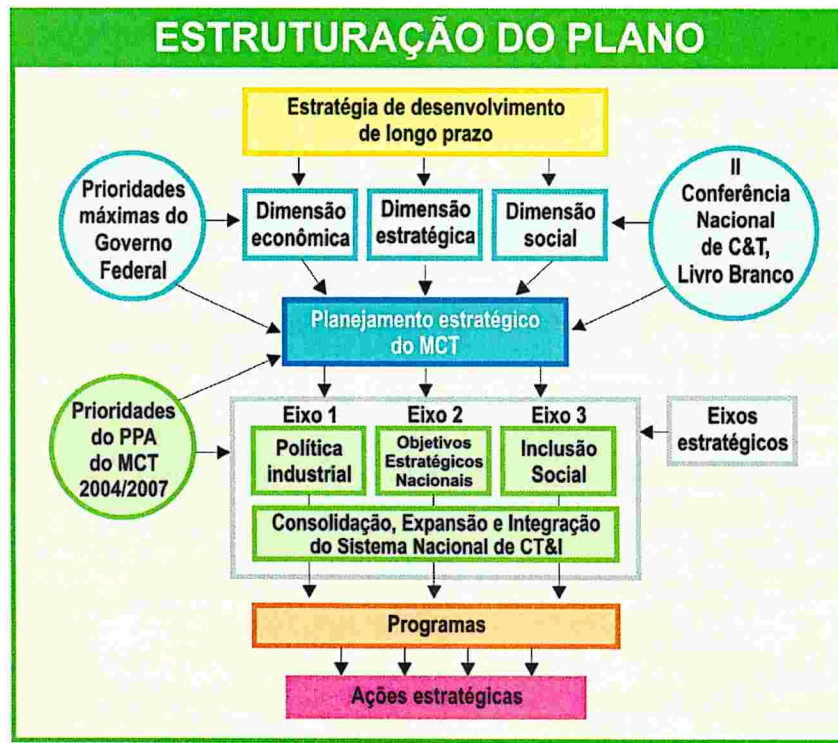 ESTRUTURAÇÃO DO PLANO
Estratégia de desenvolvimento
de longo prazo
Prioridades
máximas do
Governo
Federal
Dimensão
econômica
Dimensão
estratégica
Dimensão
social
II
Conferência
Nacional
de C&T,
Livro Branco
Planejamento estratégico
do MCT
Prioridades
do PPA
do MCT
2004/2007
Eixo 1
Eixo 2
Eixo 3
Política
industrial
Objetivos
Estratégicos
Nacionais
Inclusão
Social
Eixos
estratégicos
Consolidação, Expansão e Integração
do Sistema Nacional de CT&I
Programas
Ações estratégicas